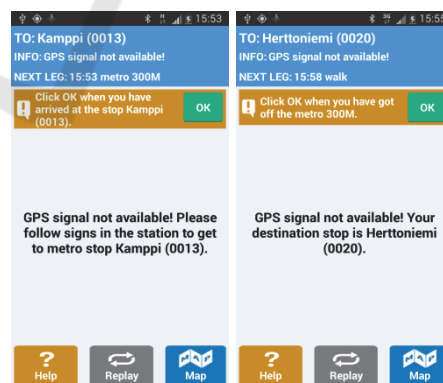 15:53
TO: Kamppi (0013)
INFO: GPS signal not available!
NEXT LEG: 15:53 metro 300M
Click OK when you have
arrived at the stop Kamppi
(0013).
OK
GPS signal not available! Please
follow signs in the station to get
to metro stop Kamppi (0013).
Help
Replay
Map
3G
15:55
TO: Herttoniemi (0020)
INFO: GPS signal not available!
NEXT LEG: 15:58 walk
Click OK when you have got
off the metro 300M.
OK
GPS signal not available! Your
destination stop is Herttoniemi
(0020).
Help
Replay
Map